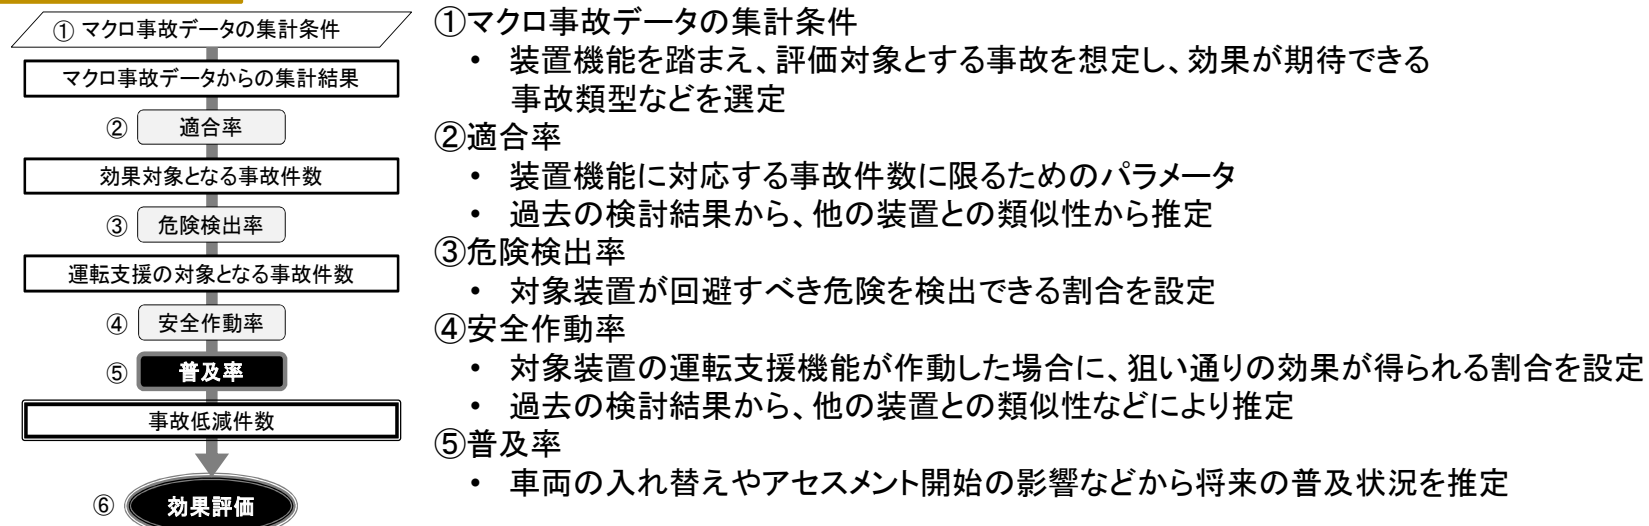 ① マクロ事故データの集計条件
マクロ事故データからの集計結果
② 適合率
効果対象となる事故件数
③ 危険検出率
運転支援の対象となる事故件数
④ 安全作動率
⑤ 普及率
事故低減件数
⑥ 効果評価
①マクロ事故データの集計条件
• 装置機能を踏まえ、評価対象とする事故を想定し、効果が期待できる
事故類型などを選定
②適合率
• 装置機能に対応する事故件数に限るためのパラメータ
• 過去の検討結果から、他の装置との類似性から推定
③危険検出率
• 対象装置が回避すべき危険を検出できる割合を設定
④安全作動率
• 対象装置の運転支援機能が作動した場合に、狙い通りの効果が得られる割合を設定
• 過去の検討結果から、他の装置との類似性などにより推定
⑤普及率
• 車両の入れ替えやアセスメント開始の影響などから将来の普及状況を推定